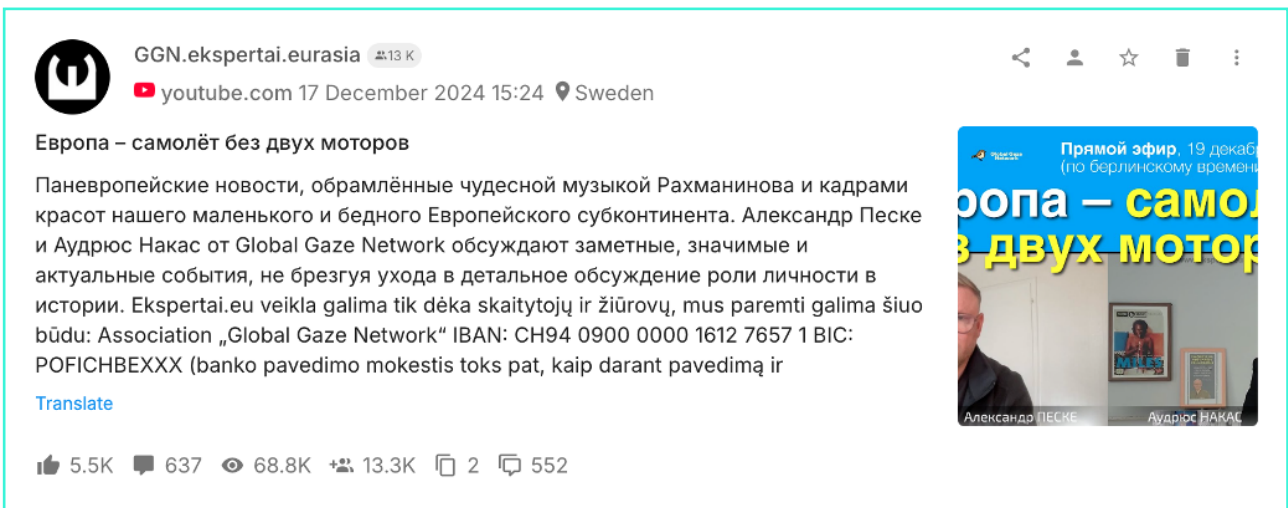 GGN.ekspertai.eurasia 13 K
youtube.com 17 December 2024 15:24 Sweden
Европа – самолёт без двух моторов
Паневропейские новости, обрамлённые чудесной музыкой Рахманинова и кадрами
красот нашего маленького и бедного Европейского субконтинента. Александр Песке
и Аудрюс Накас от Global Gaze Network обсуждают заметные, значимые и
актуальные события, не брезгуя ухода в детальное обсуждение роли личности в
истории. Ekspertai.eu veikla galima tik dėka skaitytojų ir žiūrovų, mus paremti galima šiuo
būdu: Association „Global Gaze Network“ IBAN: CH94 0900 0000 1612 7657 1 BIC:
POFICHBEXXX (banko pavedimo mokestis toks pat, kaip darant pavedimą ir
Translate
Global Gaze
Network
Прямой эфир, 19 декаб
(по берлинскому времени
ропа – самол
з двух мотор
MILES
Александр ПЕСКЕ
Аудрюс НАКАС
5.5K 637 68.8K 13.3K 2 552